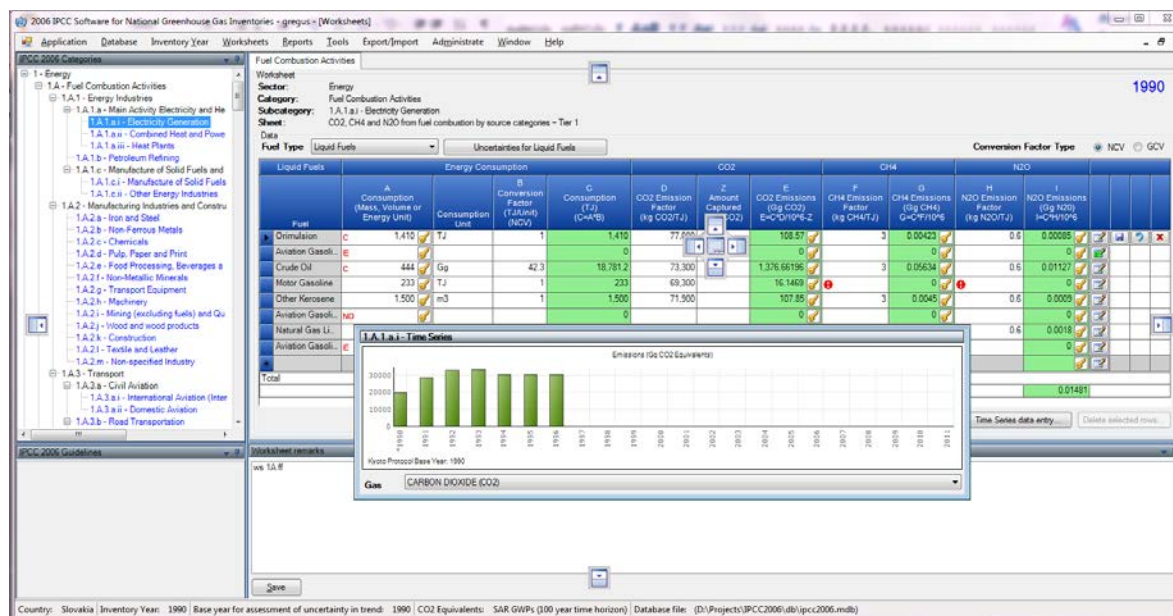 2006 IPCC Software for National Greenhouse Gas Inventories - gregus - [Worksheets]
Application Database Inventory Year Worksheets Reports Tools Export/Import Administrate Window Help
IPCC 2006 Categories
1 - Energy
1.A - Fuel Combustion Activities
1.A.1 - Energy Industries
1.A.1.a - Main Activity Electricity and He
1.A.1.a.i - Electricity Generation
1.A.1.a.ii - Combined Heat and Powe
1.A.1.a.iii - Heat Plants
1.A.1.b - Petroleum Refining
1.A.1.c - Manufacture of Solid Fuels and
1.A.1.c.i - Manufacture of Solid Fuels
1.A.1.c.ii - Other Energy Industries
1.A.2 - Manufacturing Industries and Constru
1.A.2.a - Iron and Steel
1.A.2.b - Non-Ferrous Metals
1.A.2.c - Chemicals
1.A.2.d - Pulp, Paper and Print
1.A.2.e - Food Processing, Beverages a
1.A.2.f - Non-Metallic Minerals
1.A.2.g - Transport Equipment
1.A.2.h - Machinery
1.A.2.i - Mining (excluding fuels) and Qu
1.A.2.j - Wood and wood products
1.A.2.k - Construction
1.A.2.l - Textile and Leather
1.A.2.m - Non-specified Industry
1.A.3 - Transport
1.A.3.a - Civil Aviation
1.A.3.a.i - International Aviation (Inter
1.A.3.a.ii - Domestic Aviation
1.A.3.b - Road Transportation
IPCC 2006 Guidelines
Fuel Combustion Activities
Worksheet
1990
Sector: Energy
Category: Fuel Combustion Activities
Subcategory: 1.A.1.a.i - Electricity Generation
Sheet: CO2, CH4 and N2O from fuel combustion by source categories - Tier 1
Data
Fuel Type Liquid Fuels Uncertainties for Liquid Fuels Conversion Factor Type NCV GCV
Liquid Fuels Energy Consumption CO2 CH4 N2O
Fuel
A Consumption (Mass, Volume or Energy Unit)
Consumption Unit
B Conversion Factor (TJ/Unit) (NCV)
C Consumption (TJ) (C=A*B)
D CO2 Emission Factor (kg CO2/TJ)
Z Amount Captured CO2)
E CO2 Emissions (Gg CO2) E=C*D/10^6-Z
F CH4 Emission Factor (kg CH4/TJ)
G CH4 Emissions (Gg CH4) G=C*F/10^6
H N2O Emission Factor (kg N2O/TJ)
I N2O Emissions (Gg N2O) I=C*H/10^6
Orimulsion C 1,410 TJ 1 1,410 77,000 108.57 3 0.00423 0.6 0.00085
Aviation Gasoli.. E 0 0 0 0
Crude Oil C 444 Gg 42.3 18,781.2 73,300 1,376.66196 3 0.05634 0.6 0.01127
Motor Gasoline 233 TJ 1 233 69,300 16.1469 0 0
Other Kerosene 1,500 m3 1 1,500 71,900 107.85 3 0.0045 0.6 0.0009
Aviation Gasoli.. NO 0 0 0 0
Natural Gas Li.. 0.6 0.0018
Aviation Gasoli.. E 0
Total
0.01481
Time Series data entry... Delete selected rows...
1.A.1.a.i - Time Series
Emissions (Gg CO2 Equivalents)
30000
20000
10000
0
*1990 1991 1992 1993 1994 1995 1996 1997 1998 1999 2000 2001 2002 2003 2004 2005 2006 2007 2008 2009 2010 2011
Kyoto Protocol Base Year: 1990
Gas CARBON DIOXIDE (CO2)
Worksheet remarks
ws 1A ff
Save
Country: Slovakia Inventory Year: 1990 Base year for assessment of uncertainty in trend: 1990 CO2 Equivalents: SAR GWPs (100 year time horizon) Database file: (D:\Projects\IPCC2006\db\ipcc2006.mdb)